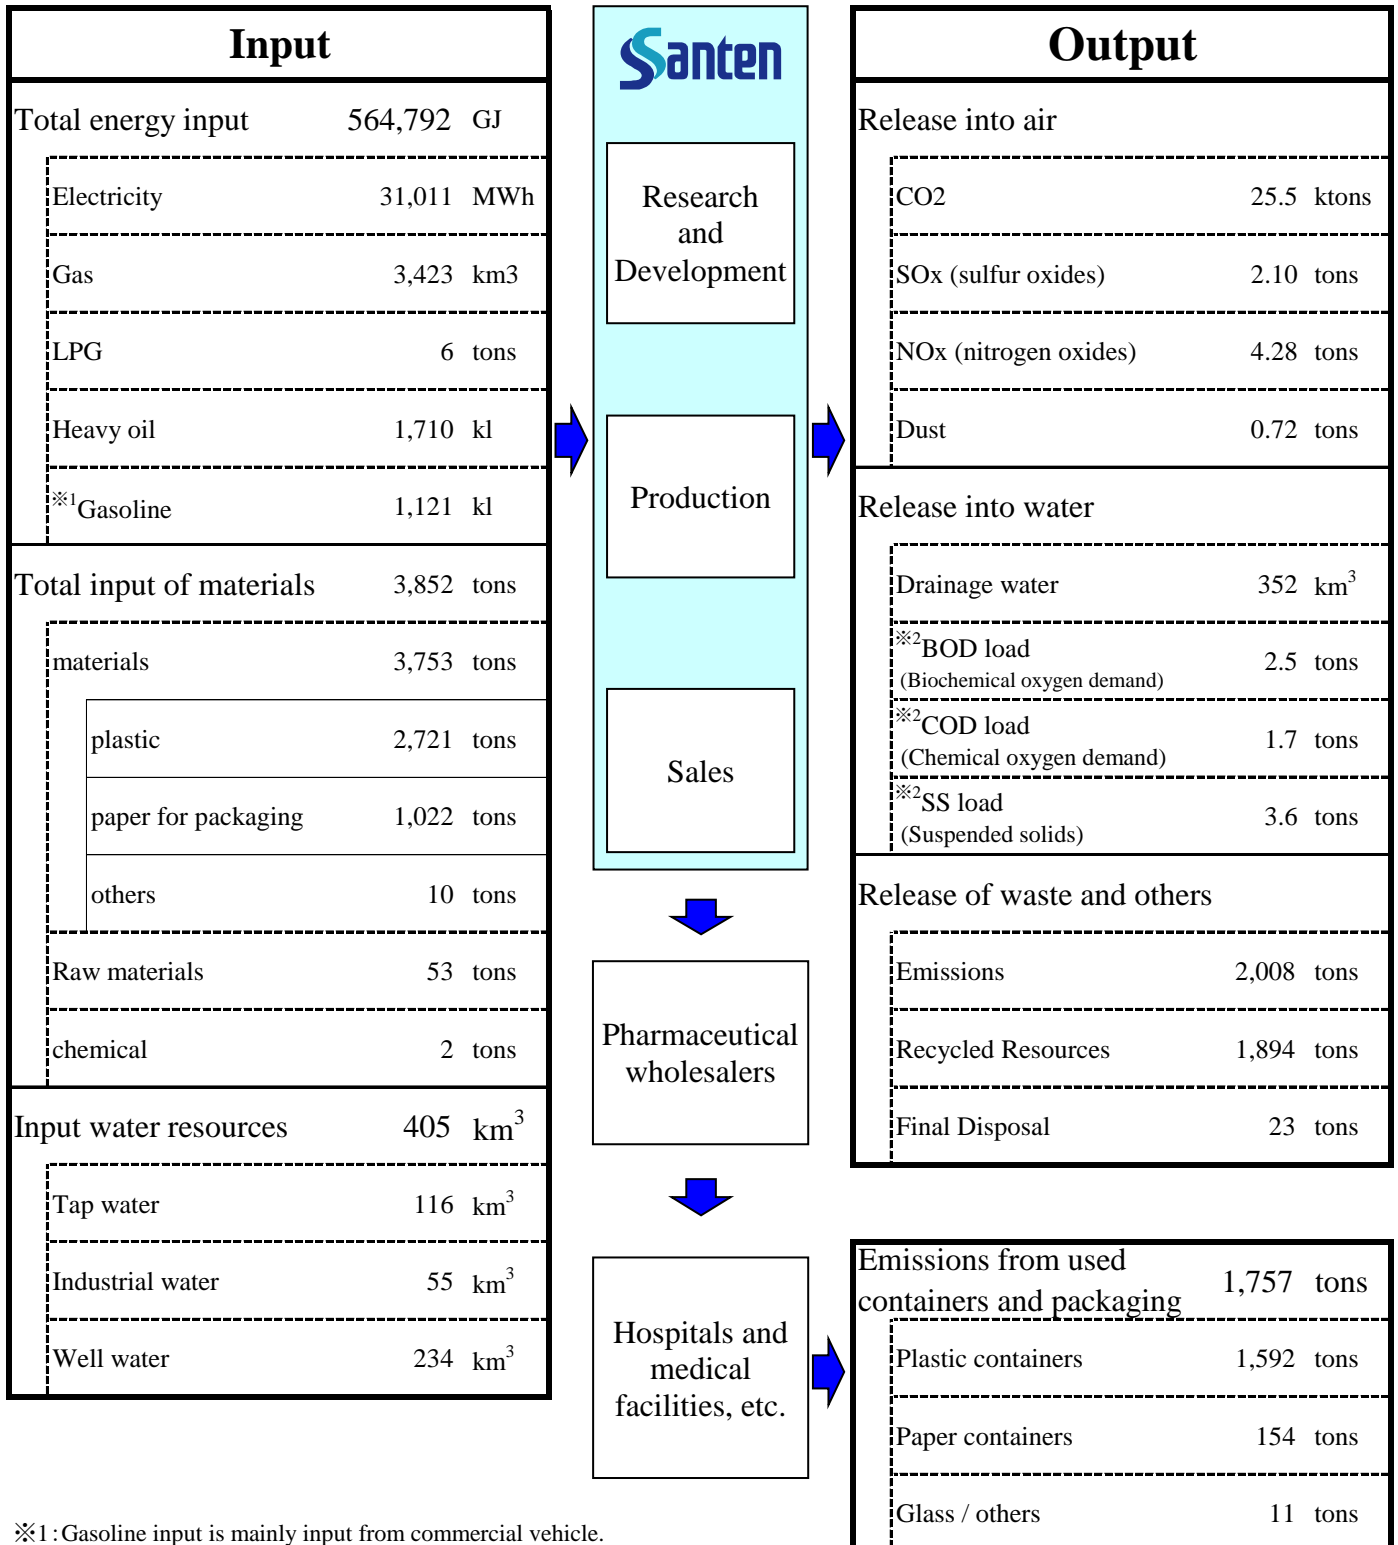 Input
Total energy input 564,792 GJ
Electricity 31,011 MWh
Gas 3,423 km3
LPG 6 tons
Heavy oil 1,710 kl
※1Gasoline 1,121 kl
Total input of materials 3,852 tons
materials 3,753 tons
plastic 2,721 tons
paper for packaging 1,022 tons
others 10 tons
Raw materials 53 tons
chemical 2 tons
Input water resources 405 km³
Tap water 116 km³
Industrial water 55 km³
Well water 234 km³
Santen
Research
and
Development
Production
Sales
Pharmaceutical
wholesalers
Hospitals and
medical
facilities, etc.
Output
Release into air
CO2 25.5 ktons
SOx (sulfur oxides) 2.10 tons
NOx (nitrogen oxides) 4.28 tons
Dust 0.72 tons
Release into water
Drainage water 352 km³
※2BOD load
(Biochemical oxygen demand) 2.5 tons
※2COD load
(Chemical oxygen demand) 1.7 tons
※2SS load
(Suspended solids) 3.6 tons
Release of waste and others
Emissions 2,008 tons
Recycled Resources 1,894 tons
Final Disposal 23 tons
Emissions from used
containers and packaging 1,757 tons
Plastic containers 1,592 tons
Paper containers 154 tons
Glass / others 11 tons
※1:Gasoline input is mainly input from commercial vehicle.